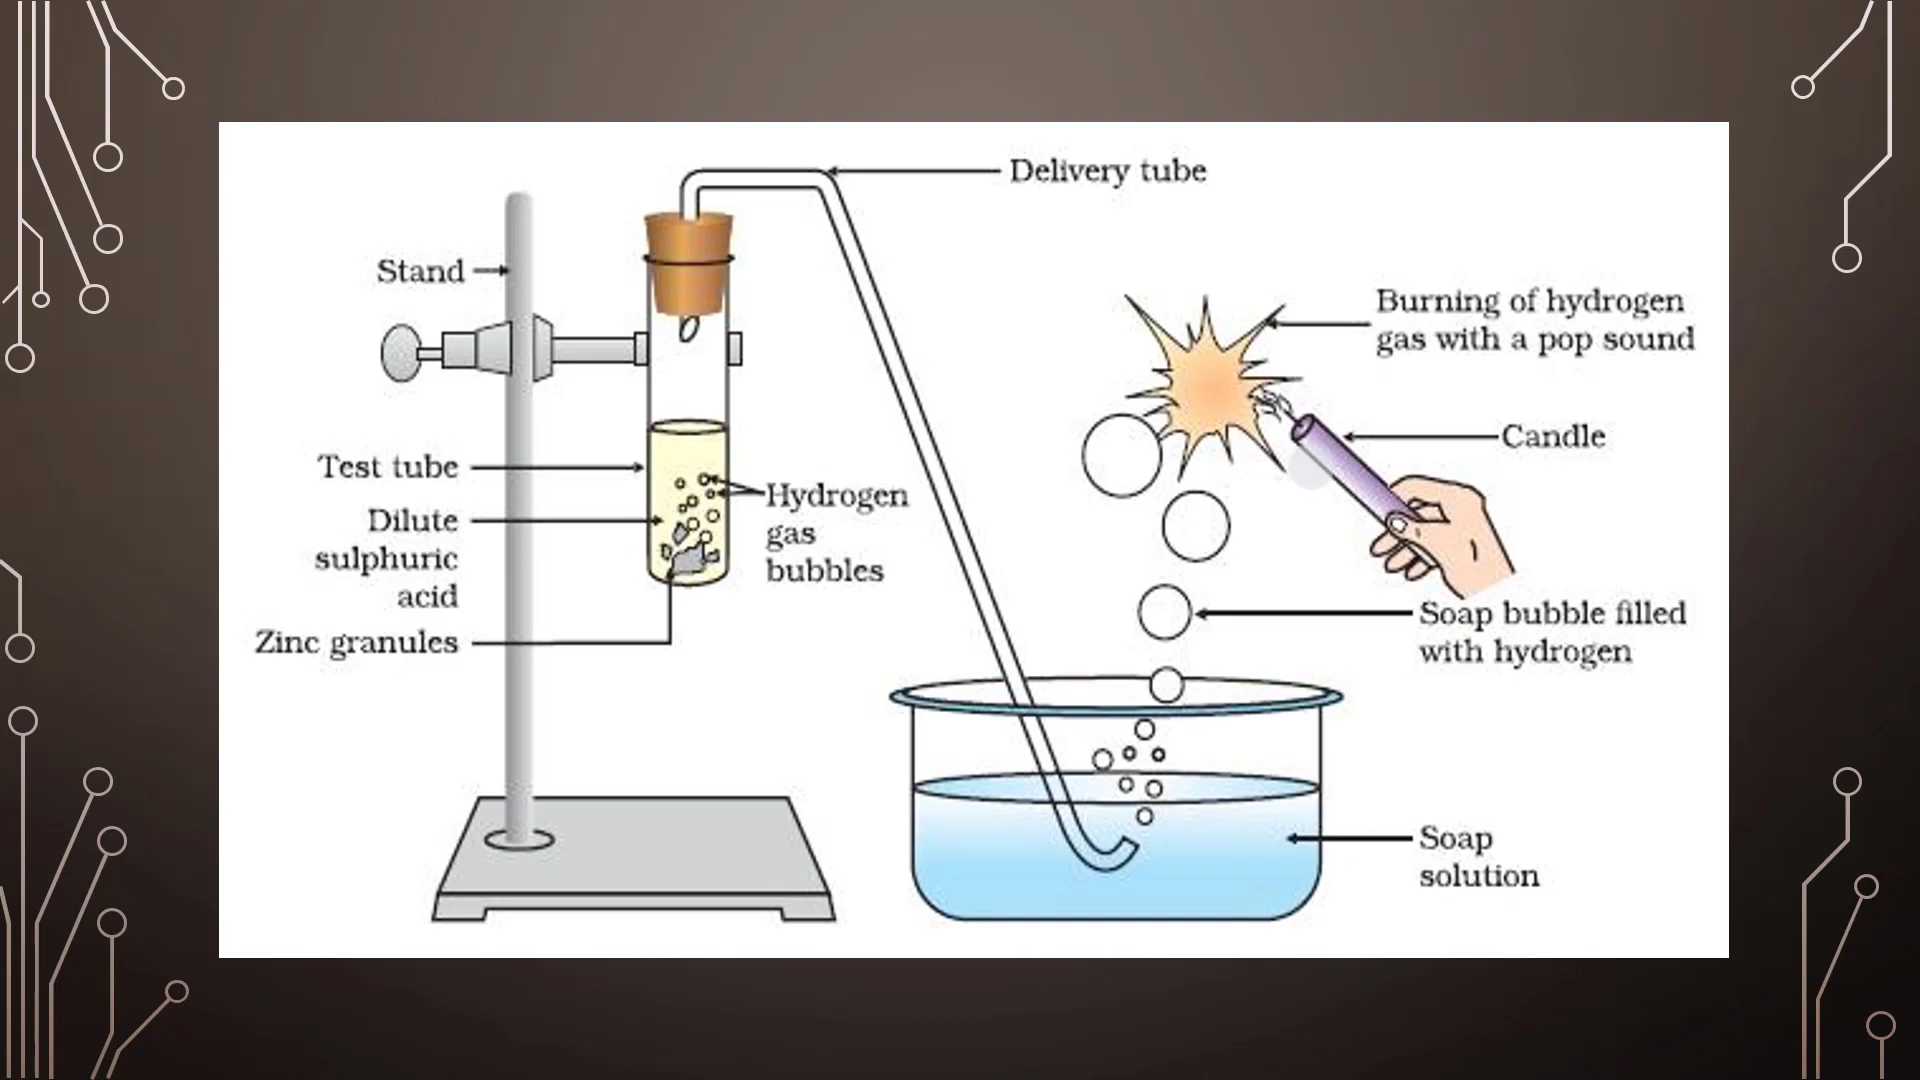 Delivery tube
Stand
Burning of hydrogen
gas with a pop sound
Candle
Test tube
Hydrogen
gas
bubbles
Dilute
sulphuric
acid
Zinc granules
Soap bubble filled
with hydrogen
Soap
solution